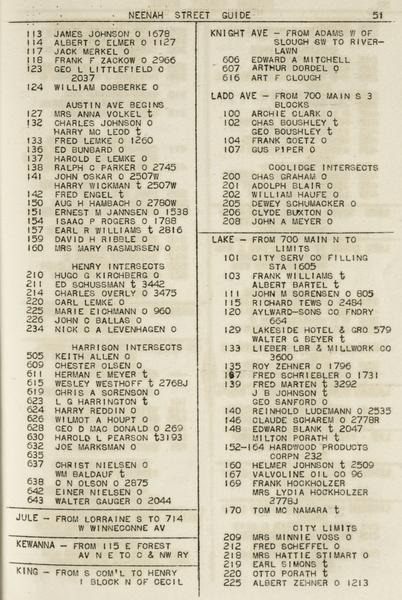 NEENAH STREET GUIDE 51
113 JAMES JOHNSON O 1678
114 ALBERT C ELMER O 1127
117 JACK MERKEL O
118 FRANK F ZACKOW O 2966
123 GEO L LITTLEFIELD O
2037
124 WILLIAM DOBBERKE O
AUSTIN AVE BEGINS
127 MRS ANNA VOLKEL t
132 CHARLES JOHNSON O
HARRY MC LEOD t
133 FRED LEMKE O 1260
136 ED BUNBARD O
137 HAROLD E LEMKE O
138 RALPH O PARKER O 2745
141 JOHN OSKAR O 2507W
HARRY WICKMAN t 2507W
142 FRED ENGEL t
150 AUG H HAMBACH O 2780W
151 ERNEST M JANNSEN O 1538
154 ISAAC P ROGERS O 1788
157 EARL R WILLIAMS t 2816
159 DAVID H RIBBLE O
160 MRS MARY RASMUSSEN O
HENRY INTERSECTS
210 HUGO G KIRCHBERG O
211 ED SCHUSSMAN t 3442
214 CHARLES OVERLY O 3475
220 CARL LEMKE O
225 MARIE EICHMANN O 960
226 JOHN C BALLAS O
234 NICK C A LEVENHAGEN O
HARRISON INTERSECTS
505 KEITH ALLEN O
609 CHESTER OLSEN O
611 HERMAN E MEYER t
615 WESLEY WESTHOFF t 2768J
619 CHRIS A SORENSON O
623 L G HARRINGTON t
624 HARRY REDDIN O
626 WILMOT A HOUPT O
628 GEO D MAC DONALD O 269
630 HAROLD L PEARSON t3193
632 JOE MARKSMAN O
635
637 CHRIST NIELSEN O
WM BALDAUF t
638 C N OLSON O 2875
642 EINER NIELSEN O
643 WALTER GAUGER O 2044
JULE - FROM LORRAINE S TO 714
W WINNECONNE AV
KEWANNA - FROM 115 E FOREST
AV N E TO C & NW RY
KING - FROM S COM'L TO HENRY
1 BLOCK N OF CECIL
KNIGHT AVE - FROM ADAMS W OF
SLOUGH SW TO RIVER-
LAWN
606 EDWARD A MITCHELL
607 ARTHUR DORDEL O
616 ART F CLOUGH
LADD AVE - FROM 700 MAIN S 3
BLOCKS
100 ARCHIE CLARK O
102 CHAS BOUSHLEY t
GEO BOUSHLEY t
104 FRANK GOETZ O
107 GUS PIPER O
COOLIDGE INTERSECTS
200 CHAS GRAHAM O
201 ADOLPH BLAIR O
202 WILLIAM HAUFE O
205 DEWEY SCHUMACKER O
206 CLYDE BUXTON O
208 JOHN A MEYER O
LAKE - FROM 700 MAIN N TO
LIMITS
101 CITY SERV CO FILLING
STA 1605
103 FRANK WILLIAMS t
ALBERT BARTEL t
111 JOHN M SORENSEN O 805
115 RICHARD TEWS O 2484
120 AYLWARD-SONS CO FNDRY
664
129 LAKESIDE HOTEL & GRO 579
WALTER G BEYER t
133 LIEBER LBR & MILLWORK CO
3600
135 ROY ZEHNER O 1796
167 FRED SCHRIEBLER O 1731
139 FRED MARTEN t 3292
J B JOHNSON t
GEO SANFORD O
140 REINHOLD LUDEMANN O 2535
146 CLAUDE SCHAREM O 2778R
148 EDWARD BLANK t 2047
MILTON PORATH t
152-164 HARDWOOD PRODUCTS
CORPN 232
160 HELMER JOHNSON t 2509
167 VALVOLINE OIL CO 96
169 FRANK HOCKHOLZER
MRS LYDIA HOCKHOLZER
2778J
170 TOM MC NAMARA t
CITY LIMITS
209 MRS MINNIE VOSS O
212 FRED SCHEFFEL O
218 MRS HATTIE STIMART O
219 EARL SIMONS t
220 OTTO PORATH t
225 ALBERT ZEHNER O 1213